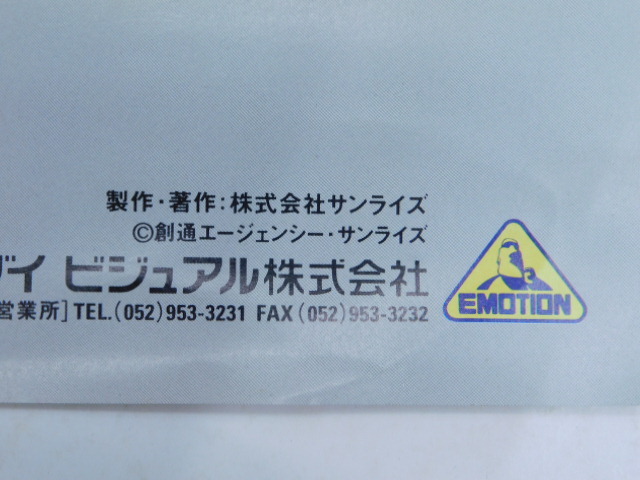 製作・著作：株式会社サンライズ
©創通エージェンシー・サンライズ
ダイ ビジュアル株式会社
営業所］TEL.(052)953-3231 FAX (052)953-3232
EMOTION